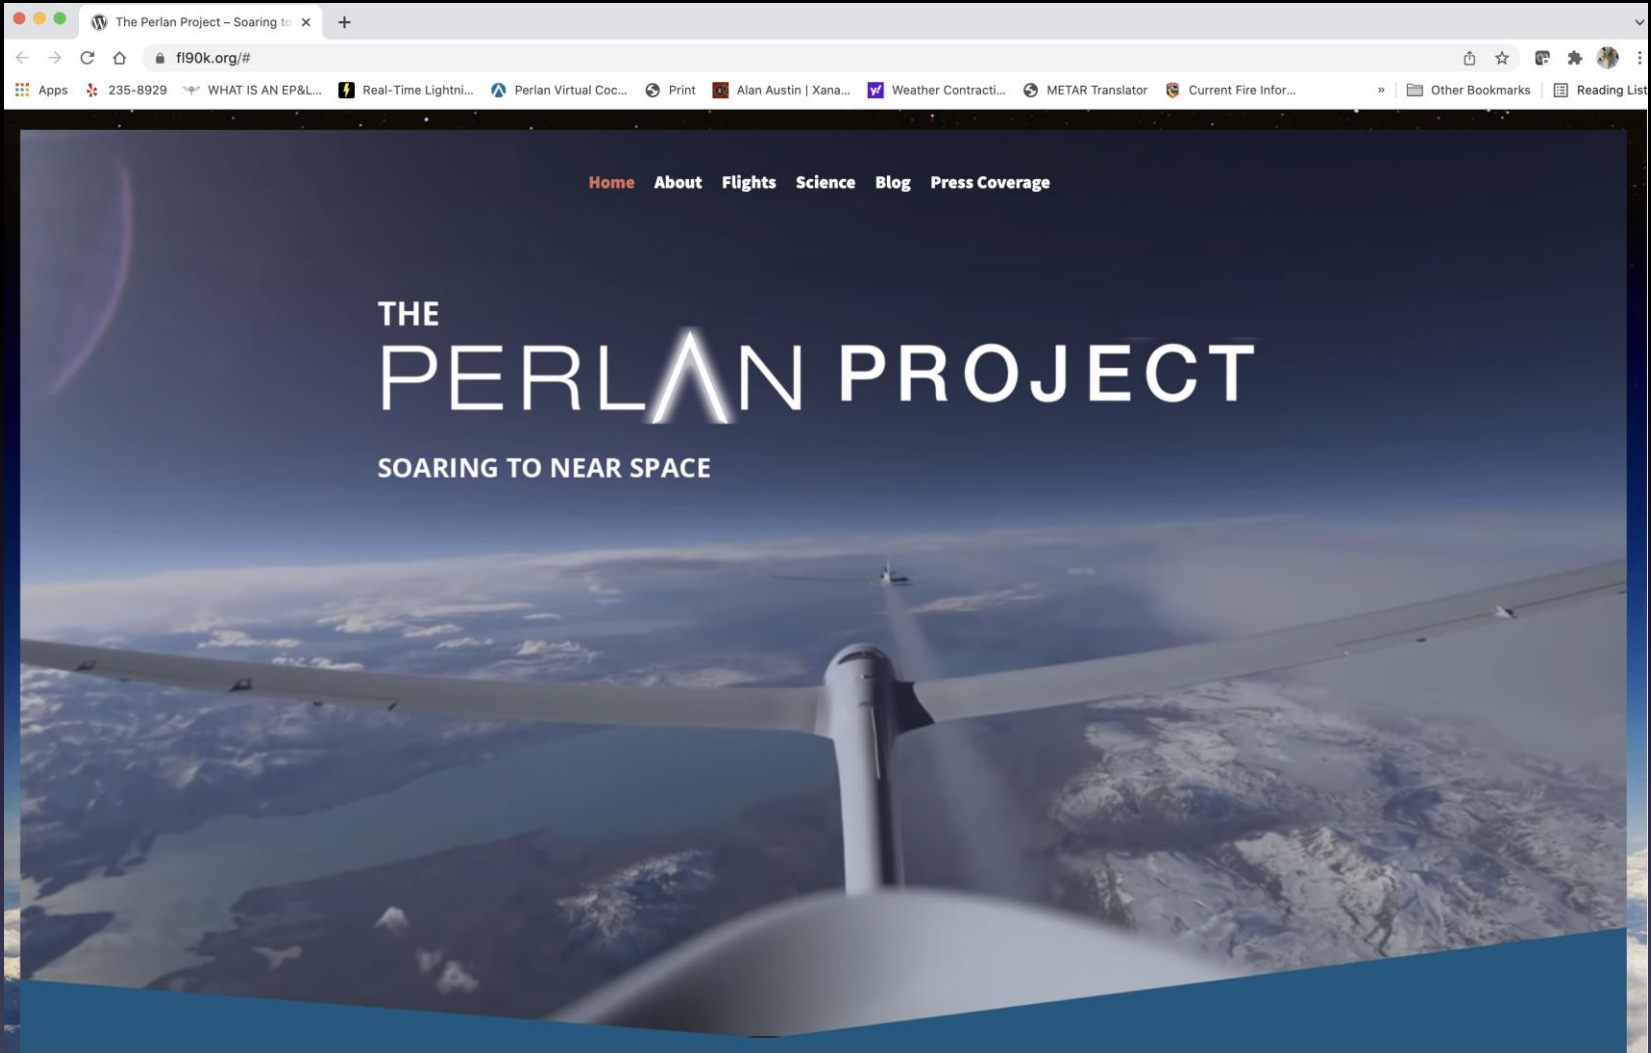 The Perlan Project – Soaring to
fl90k.org/#
Apps 235-8929 WHAT IS AN EP&L... Real-Time Lightni... Perlan Virtual Coc... Print Alan Austin | Xana... Weather Contracti... METAR Translator Current Fire Infor... » Other Bookmarks Reading List
Home About Flights Science Blog Press Coverage
THE
PERLAN PROJECT
SOARING TO NEAR SPACE